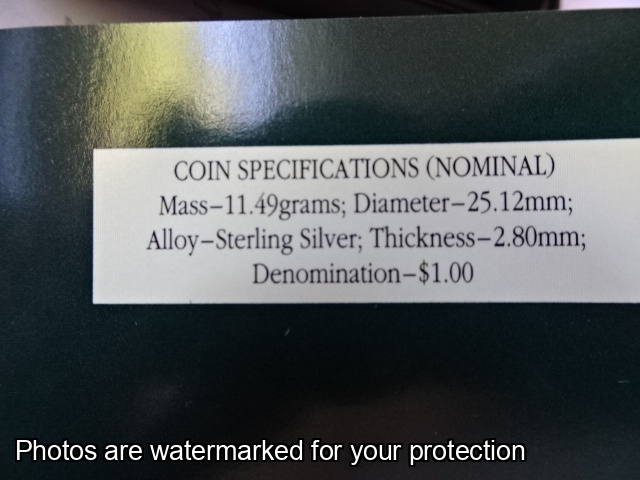 COIN SPECIFICATIONS (NOMINAL)
Mass–11.49grams; Diameter–25.12mm;
Alloy–Sterling Silver; Thickness–2.80mm;
Denomination–$1.00
Photos are watermarked for your protection